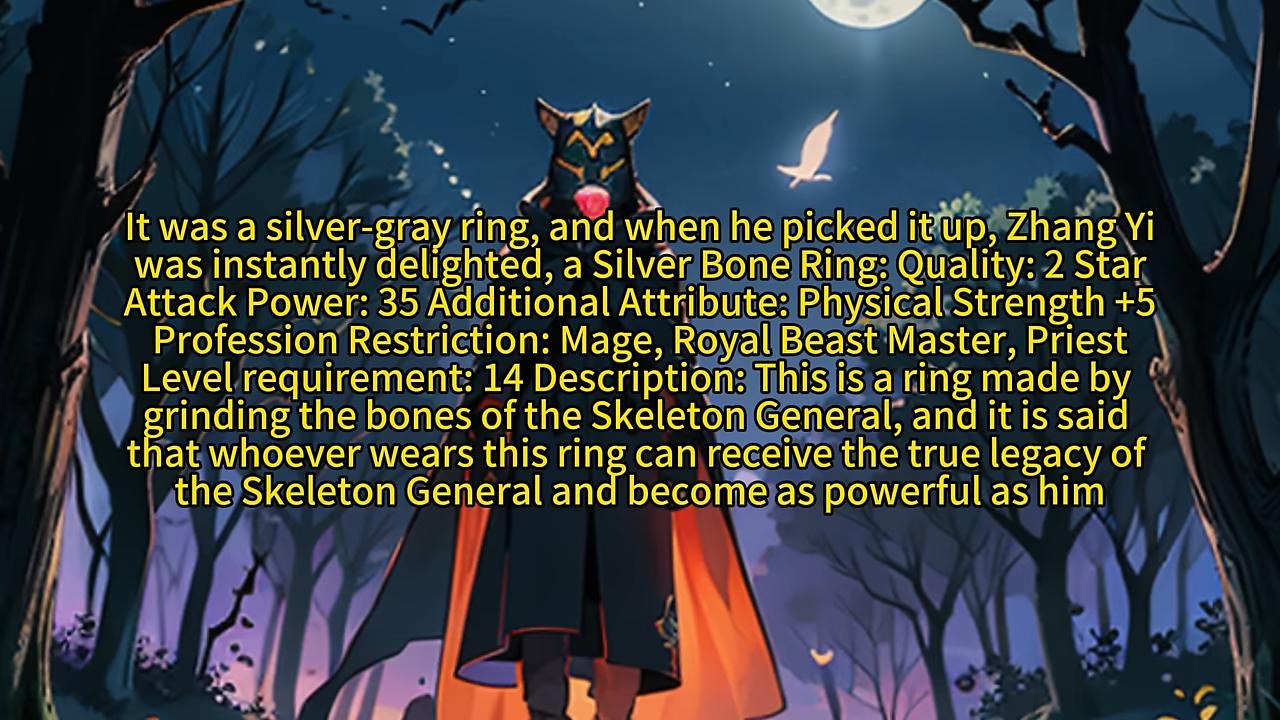 It was a silver-gray ring, and when he picked it up, Zhang Yi
was instantly delighted, a Silver Bone Ring: Quality: 2 Star
Attack Power: 35 Additional Attribute: Physical Strength +5
Profession Restriction: Mage, Royal Beast Master, Priest
Level requirement: 14 Description: This is a ring made by
grinding the bones of the Skeleton General, and it is said
that whoever wears this ring can receive the true legacy of
the Skeleton General and become as powerful as him